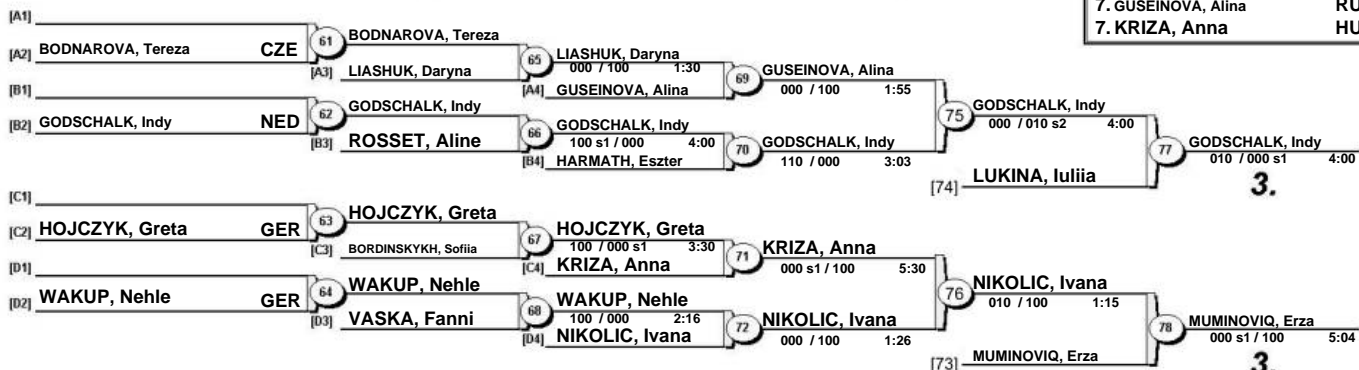 7. GUSEINOVA, Alina RU
7. KRIZA, Anna HU
[A1]
[A2] BODNAROVA, Tereza CZE
61 BODNAROVA, Tereza
[A3] LIASHUK, Daryna
65 LIASHUK, Daryna
000 / 100 1:30
[A4] GUSEINOVA, Alina
69 GUSEINOVA, Alina
000 / 100 1:55
[B1]
[B2] GODSCHALK, Indy NED
62 GODSCHALK, Indy
[B3] ROSSET, Aline
66 GODSCHALK, Indy
100 s1 / 000 4:00
[B4] HARMATH, Eszter
70 GODSCHALK, Indy
110 / 000 3:03
75 GODSCHALK, Indy
000 / 010 s2 4:00
[74] LUKINA, Iuliia
77 GODSCHALK, Indy
010 / 000 s1 4:00
3.
[C1]
[C2] HOJCZYK, Greta GER
63 HOJCZYK, Greta
[C3] BORDINSKYKH, Sofiia
67 HOJCZYK, Greta
100 / 000 s1 3:30
[C4] KRIZA, Anna
71 KRIZA, Anna
000 s1 / 100 5:30
[D1]
[D2] WAKUP, Nehle GER
64 WAKUP, Nehle
[D3] VASKA, Fanni
68 WAKUP, Nehle
100 / 000 2:16
[D4] NIKOLIC, Ivana
72 NIKOLIC, Ivana
000 / 100 1:26
76 NIKOLIC, Ivana
010 / 100 1:15
[73] MUMINOVIQ, Erza
78 MUMINOVIQ, Erza
000 s1 / 100 5:04
3.